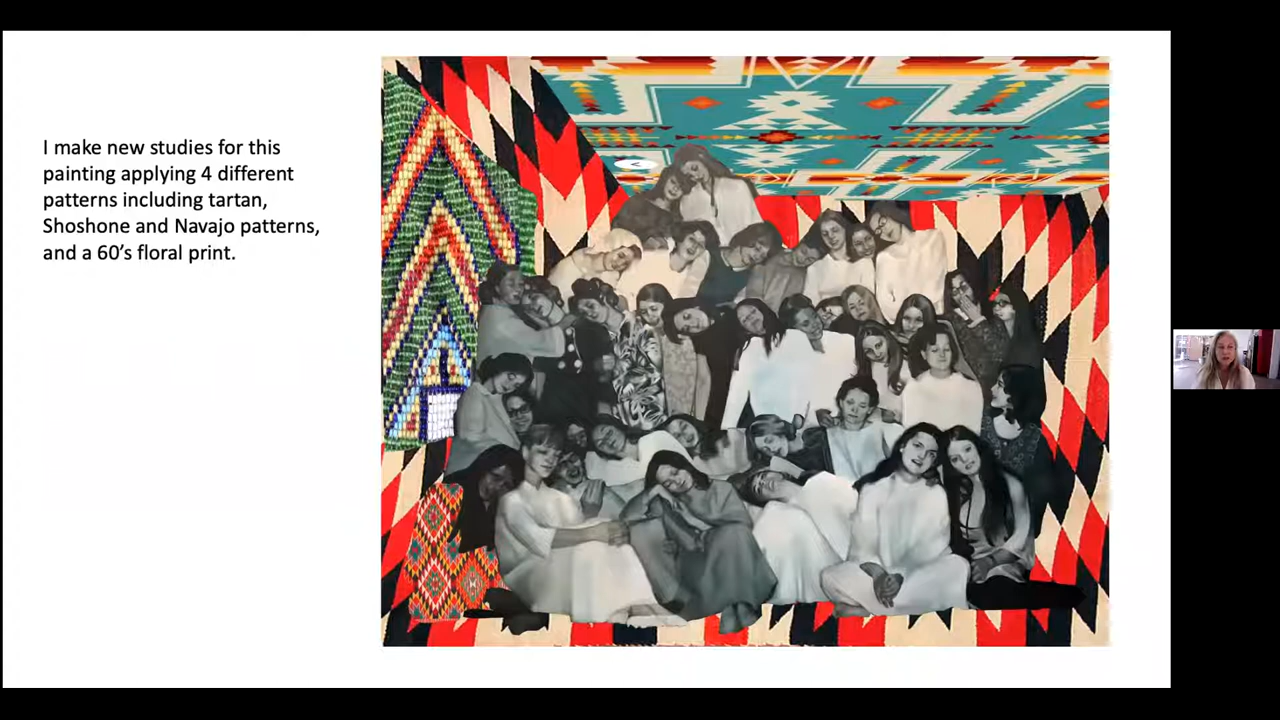 I make new studies for this
painting applying 4 different
patterns including tartan,
Shoshone and Navajo patterns,
and a 60's floral print.